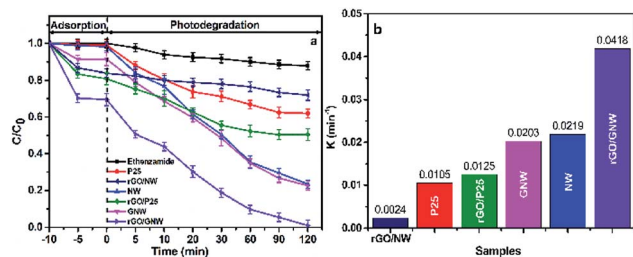 Adsorption Photodegradation
a
C/C0
1.0
0.8
0.6
0.4
0.2
0.0
Ethenzamide
P25
rGO/NW
NW
rGO/P25
GNW
rGO/GNW
-10 -5 0 5 10 20 30 60 90 120
Time (min)
b
K (min-1)
0.05
0.04
0.03
0.02
0.01
0.00
0.0024
0.0105
0.0125
0.0203
0.0219
0.0418
rGO/NW
P25
rGO/P25
GNW
NW
rGO/GNW
Samples